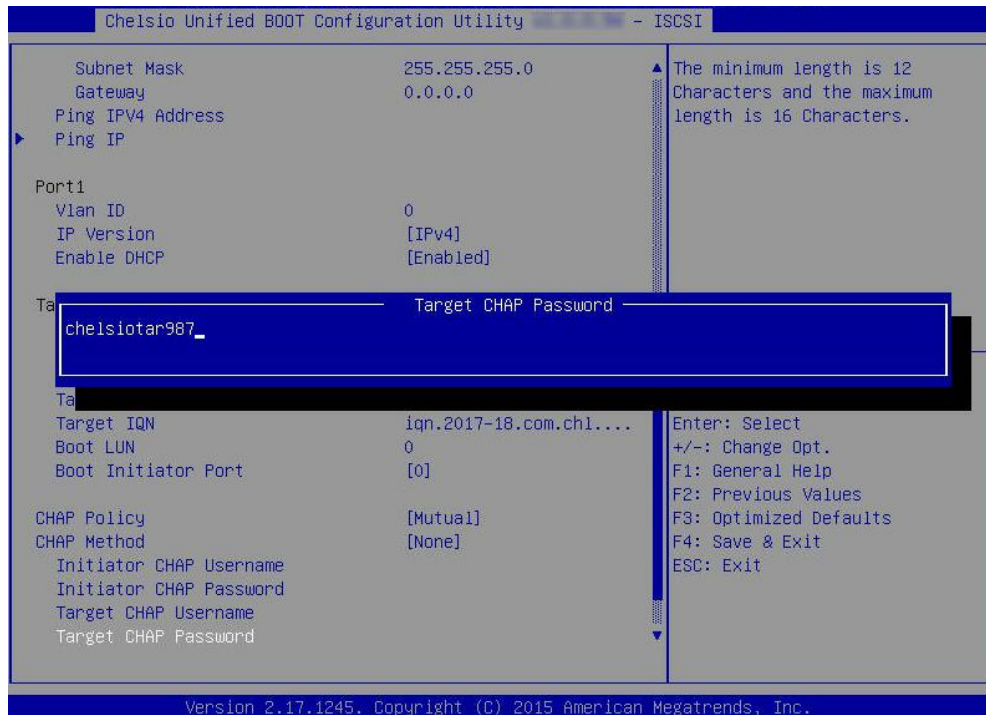 Chelsio Unified BOOT Configuration Utility - ISCSI
Subnet Mask 255.255.255.0
Gateway 0.0.0.0
Ping IPV4 Address
Ping IP
Port1
Vlan ID 0
IP Version [IPv4]
Enable DHCP [Enabled]
Ta
Target CHAP Password
chelsiotar987_
Ta
Target IQN iqn.2017-18.com.chl....
Boot LUN 0
Boot Initiator Port [0]
CHAP Policy [Mutual]
CHAP Method [None]
Initiator CHAP Username
Initiator CHAP Password
Target CHAP Username
Target CHAP Password
The minimum length is 12
Characters and the maximum
length is 16 Characters.
Enter: Select
+/-: Change Opt.
F1: General Help
F2: Previous Values
F3: Optimized Defaults
F4: Save & Exit
ESC: Exit
Version 2.17.1245. Copyright (C) 2015 American Megatrends, Inc.